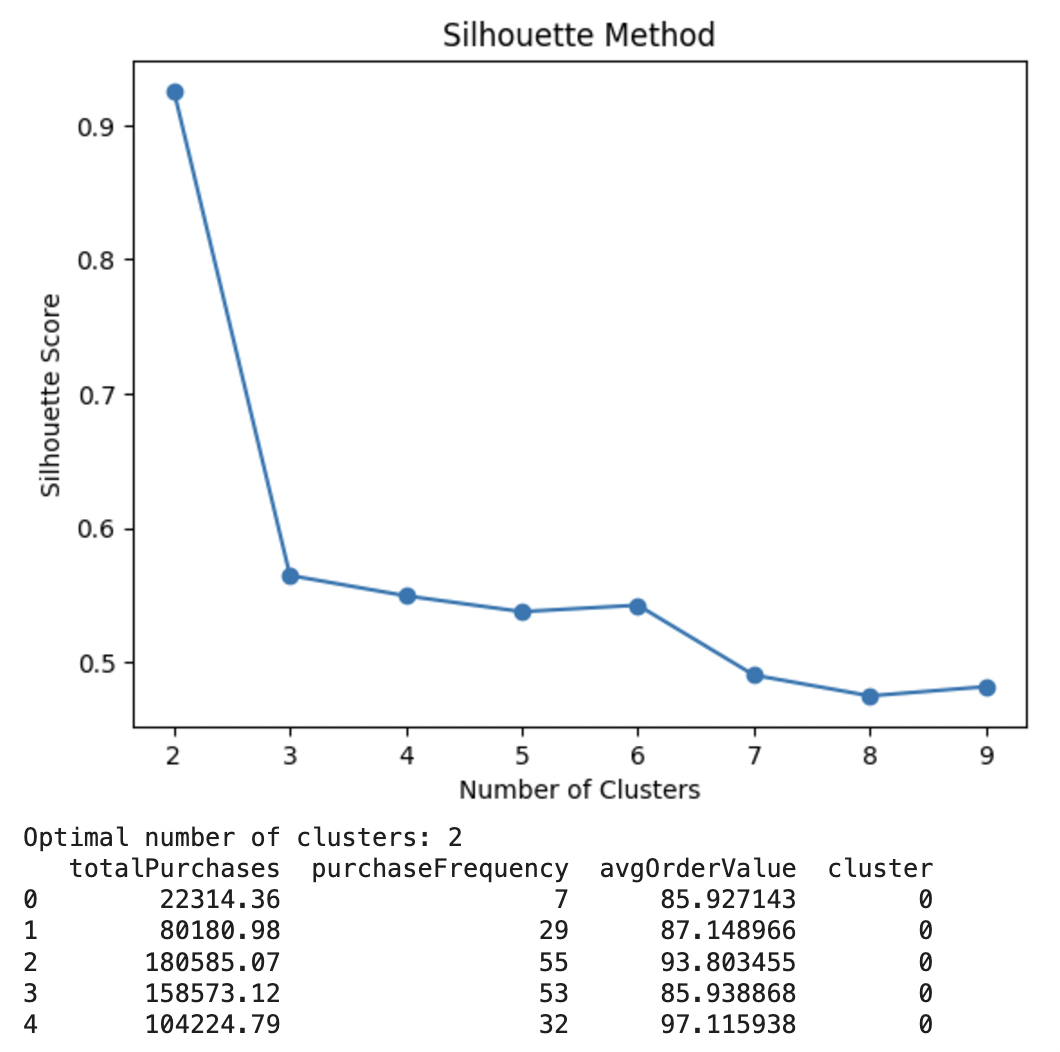 Silhouette Method
Silhouette Score
0.9
0.8
0.7
0.6
0.5
2 3 4 5 6 7 8 9
Number of Clusters
Optimal number of clusters: 2
totalPurchases purchaseFrequency avgOrderValue cluster
0 22314.36 7 85.927143 0
1 80180.98 29 87.148966 0
2 180585.07 55 93.803455 0
3 158573.12 53 85.938868 0
4 104224.79 32 97.115938 0